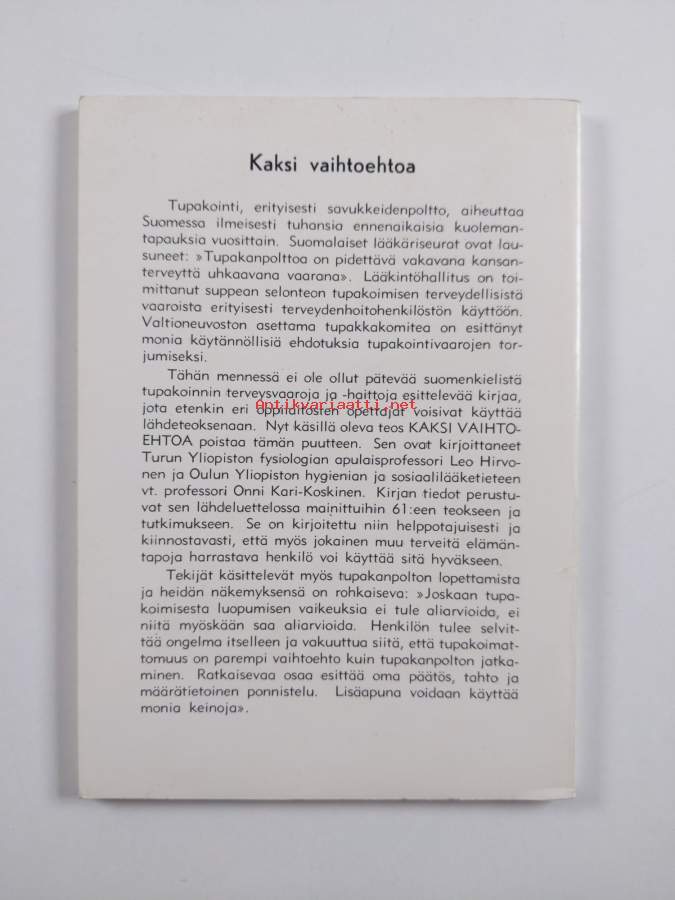 Kaksi vaihtoehtoa
Tupakointi, erityisesti savukkeidenpoltto, aiheuttaa
Suomessa ilmeisesti tuhansia ennenaikaisia kuoleman-
tapauksia vuosittain. Suomalaiset lääkäriseurat ovat lau-
suneet: »Tupakanpolttoa on pidettävä vakavana kansan-
terveyttä uhkaavana vaarana». Lääkintöhallitus on toi-
mittanut suppean selonteon tupakoimisen terveydellisistä
vaaroista erityisesti terveydenhoitohenkilöstön käyttöön.
Valtioneuvoston asettama tupakkakomitea on esittänyt
monia käytännöllisiä ehdotuksia tupakointivaarojen tor-
jumiseksi.
Tähän mennessä ei ole ollut pätevää suomenkielistä
tupakoinnin terveysvaaroja ja -haittoja esittelevää kirjaa,
Antikvariaatti.net
jota etenkin eri oppilaitosten opettajat voisivat käyttää
lähdeteoksenaan. Nyt käsillä oleva teos KAKSI VAIHTO-
EHTOA poistaa tämän puutteen. Sen ovat kirjoittaneet
Turun Yliopiston fysiologian apulaisprofessori Leo Hirvo-
nen ja Oulun Yliopiston hygienian ja sosiaalilääketieteen
vt. professori Onni Kari-Koskinen. Kirjan tiedot perustu-
vat sen lähdeluettelossa mainittuihin 61:een teokseen ja
tutkimukseen. Se on kirjoitettu niin helppotajuisesti ja
kiinnostavasti, että myös jokainen muu terveitä elämän-
tapoja harrastava henkilö voi käyttää sitä hyväkseen.
Tekijät käsittelevät myös tupakanpolton lopettamista
ja heidän näkemyksensä on rohkaiseva: »Joskaan tupa-
koimisesta luopumisen vaikeuksia ei tule aliarvioida, ei
niitä myöskään saa aliarvioida. Henkilön tulee selvit-
tää ongelma itselleen ja vakuuttua siitä, että tupakoimat-
tomuus on parempi vaihtoehto kuin tupakanpolton jatka-
minen. Ratkaisevaa osaa esittää oma päätös, tahto ja
määrätietoinen ponnistelu. Lisäapuna voidaan käyttää
monia keinoja».